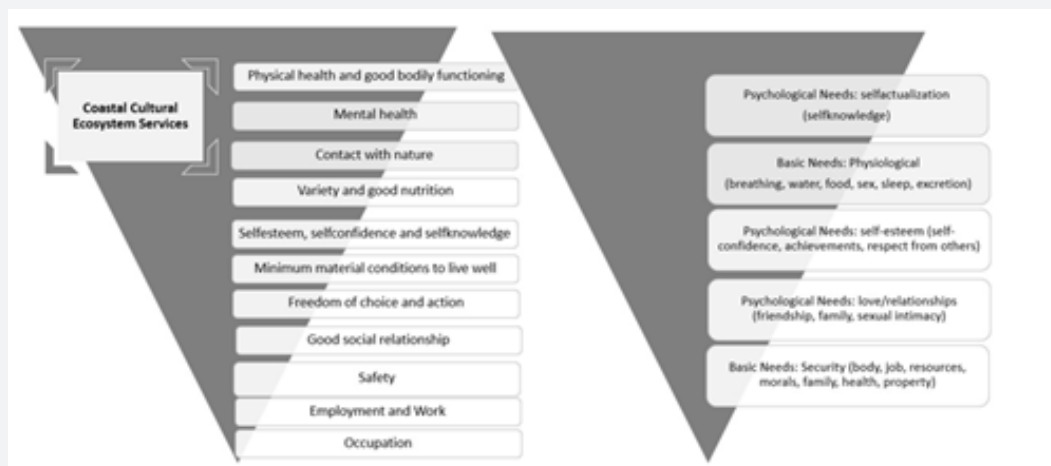 Coastal Cultural
Ecosystem Services
Physical health and good bodily functioning
Mental health
Contact with nature
Variety and good nutrition
Selfesteem, selfconfidence and selfknowledge
Minimum material conditions to live well
Freedom of choice and action
Good social relationship
Safety
Employment and Work
Occupation
Psychological Needs: selfactualization
(selfknowledge)
Basic Needs: Physiological
(breathing, water, food, sex, sleep, excretion)
Psychological Needs: self-esteem (self-
confidence, achievements, respect from others)
Psychological Needs: love/relationships
(friendship, family, sexual intimacy)
Basic Needs: Security (body, job, resources,
morals, family, health, property)